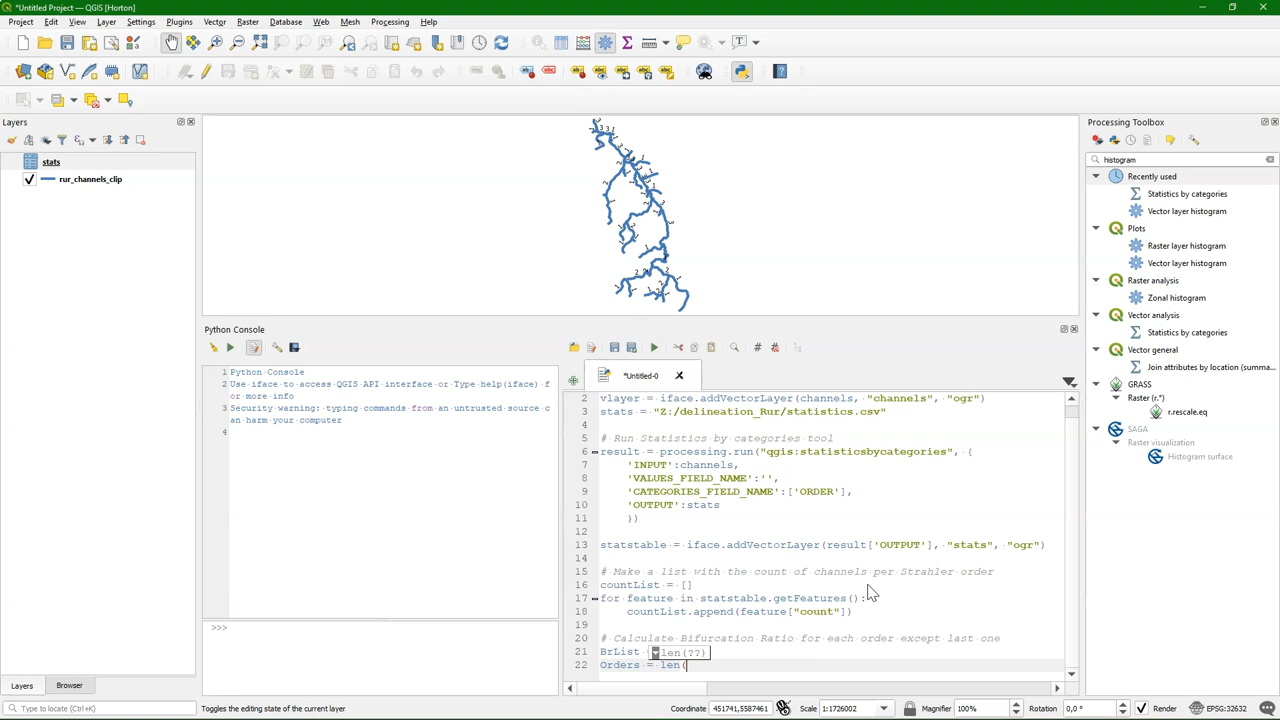 *Untitled Project — QGIS [Horton]
Project Edit View Layer Settings Plugins Vector Raster Database Web Mesh Processing Help
Layers
stats
rur_channels_clip
Layers Browser
Python Console
1 Python Console
2 Use iface to access QGIS API interface or Type help(iface) f
or more info
3 Security warning: typing commands from an untrusted source c
an harm your computer
4
>>>
*Untitled-0
2 vlayer = iface.addVectorLayer(channels, "channels", "ogr")
3 stats = "Z:/delineation_Rur/statistics.csv"
4
5 # Run Statistics by categories tool
6 result = processing.run("qgis:statisticsbycategories", {
7 'INPUT':channels,
8 'VALUES_FIELD_NAME':'',
9 'CATEGORIES_FIELD_NAME':['ORDER'],
10 'OUTPUT':stats
11 })
12
13 statstable = iface.addVectorLayer(result['OUTPUT'], "stats", "ogr")
14
15 # Make a list with the count of channels per Strahler order
16 countList = []
17 for feature in statstable.getFeatures():
18 countList.append(feature["count"])
19
20 # Calculate Bifurcation Ratio for each order except last one
21 BrList len(??)
22 Orders = len(
Processing Toolbox
histogram
Recently used
Statistics by categories
Vector layer histogram
Plots
Raster layer histogram
Vector layer histogram
Raster analysis
Zonal histogram
Vector analysis
Statistics by categories
Vector general
Join attributes by location (summa...
GRASS
Raster (r.*)
r.rescale.eq
SAGA
Raster visualization
Histogram surface
Type to locate (Ctrl+K) Toggles the editing state of the current layer Coordinate 451741,5587461 Scale 1:1726002 Magnifier 100% Rotation 0,0 ° Render EPSG:32632